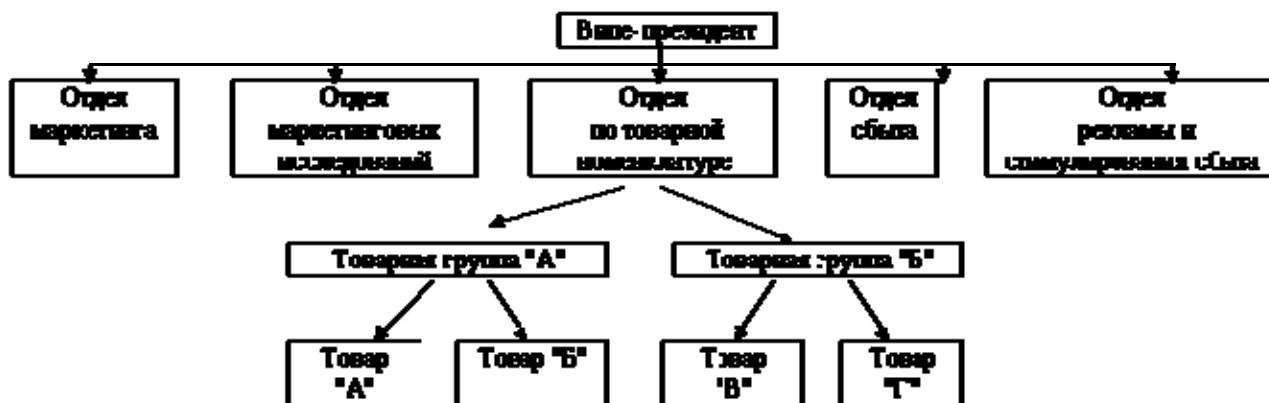 Вице-президент
Отдел
маркетинга
Отдел
маркетинговых
исследований
Отдел
по товарной
номенклатуре
Отдел
сбыта
Отдел
рекламы и
стимулирования сбыта
Товарная группа "А"
Товарная группа "Б"
Товар
"А"
Товар "Б"
Товар
"В"
Товар
"Г"